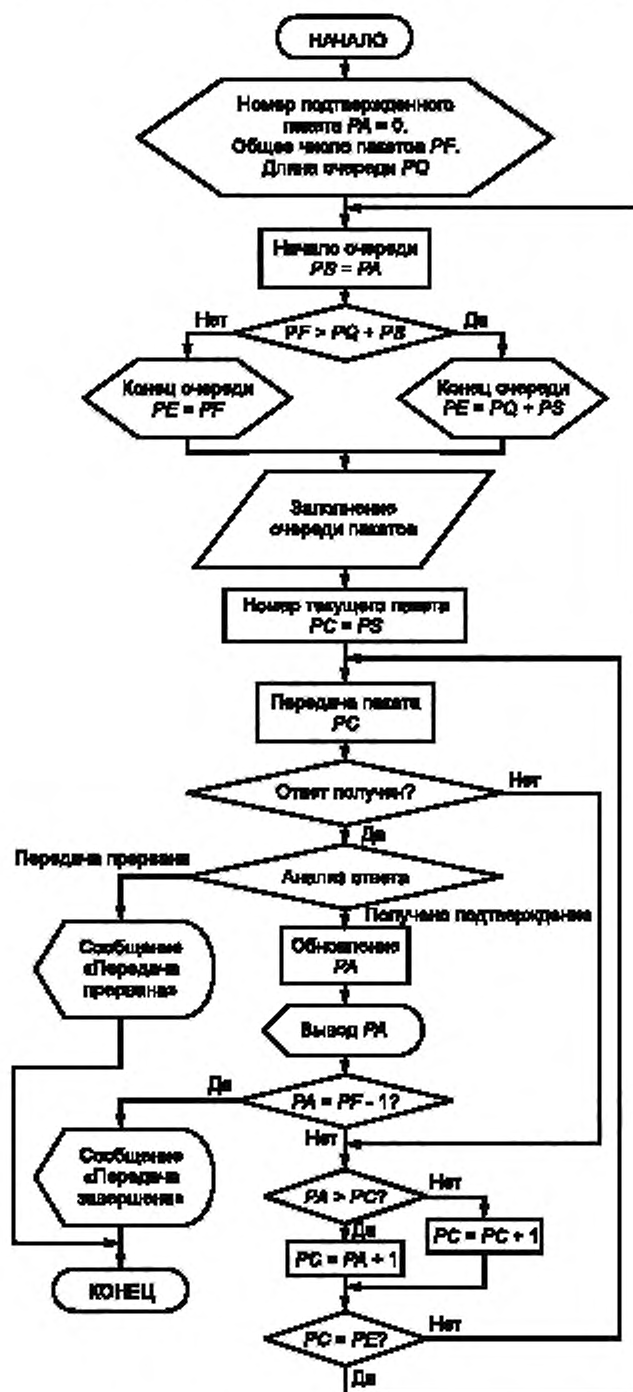 НАЧАЛО
Номер подтвержденного
пакета PA = 0.
Общее число пакетов PF.
Длина очереди PQ
Начало очереди
PS = PA
Нет
PF > PQ + PS
Да
Конец очереди
PE = PF
Конец очереди
PE = PQ + PS
Заполнение
очереди пакетов
Номер текущего пакета
PC = PS
Передача пакета
PC
Ответ получен?
Нет
Да
Передача прервана
Анализ ответа
Получено подтверждение
Сообщение
«Передача
прервана»
Обновление
PA
Вывод PA
Да
PA = PF - 1?
Нет
Сообщение
«Передача
завершена»
PA > PC?
Нет
Да
PC = PA + 1
PC = PC + 1
КОНЕЦ
PC = PE?
Нет
Да